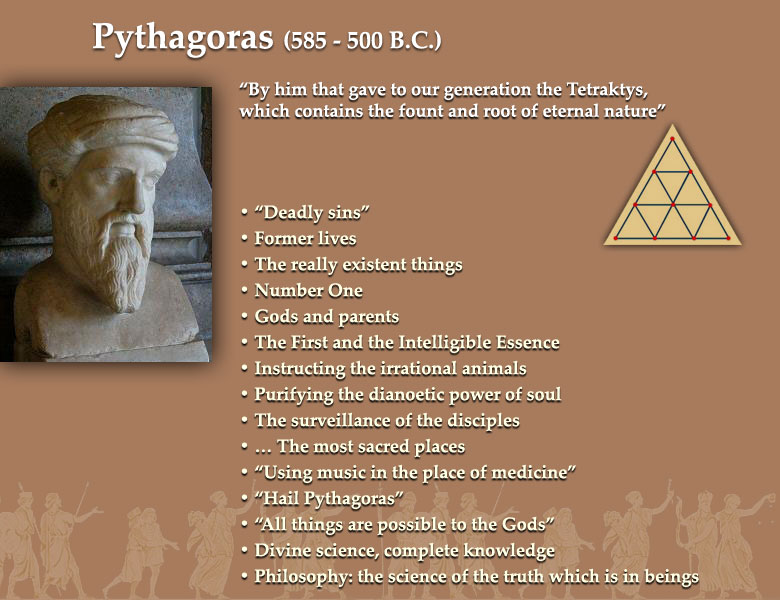 Pythagoras (585 - 500 B.C.)
“By him that gave to our generation the Tetraktys,
which contains the fount and root of eternal nature”
• “Deadly sins”
• Former lives
• The really existent things
• Number One
• Gods and parents
• The First and the Intelligible Essence
• Instructing the irrational animals
• Purifying the dianoetic power of soul
• The surveillance of the disciples
• … The most sacred places
• “Using music in the place of medicine”
• “Hail Pythagoras”
• “All things are possible to the Gods”
• Divine science, complete knowledge
• Philosophy: the science of the truth which is in beings